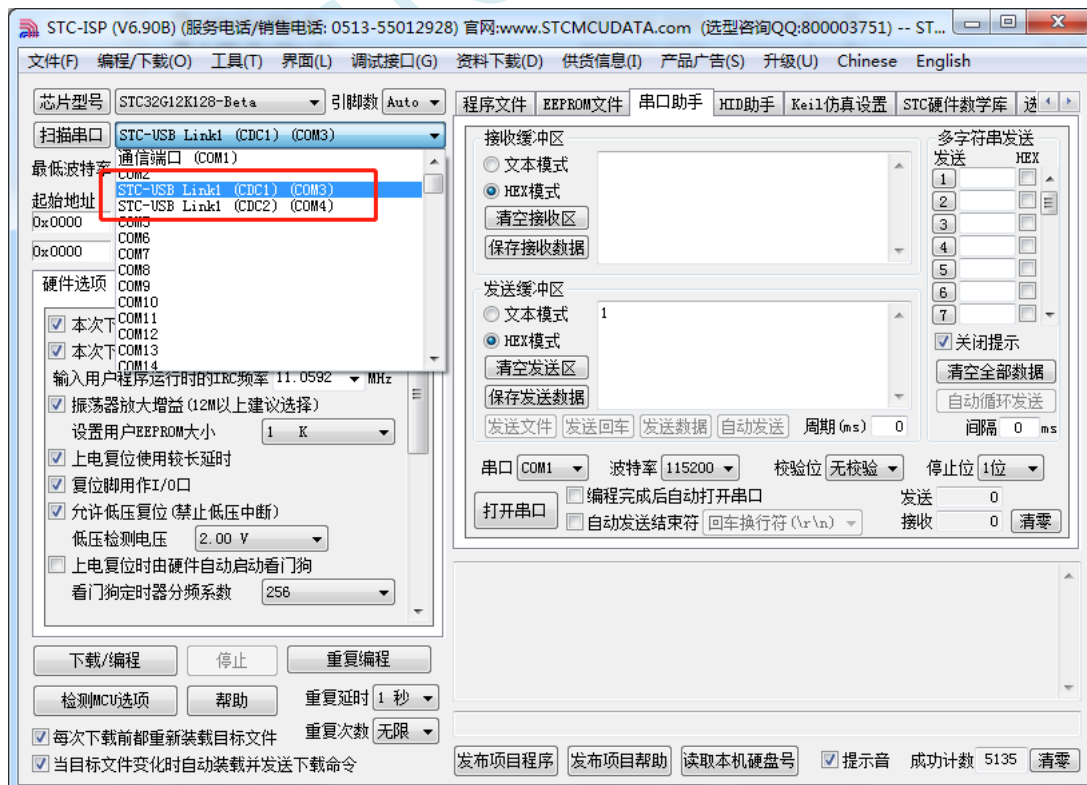 STC-ISP (V6.90B) (服务电话/销售电话: 0513-55012928) 官网:www.STCMCUDATA.com (选型咨询QQ:800003751) -- ST...
文件(F) 编程/下载(O) 工具(T) 界面(L) 调试接口(G) 资料下载(D) 供货信息(I) 产品广告(S) 升级(U) Chinese English
芯片型号 STC32G12K128-Beta 引脚数 Auto
扫描串口 STC-USB Link1 (CDC1) (COM3)
最低波特率
起始地址
0x0000
0x0000
通信端口 (COM1)
COM2
STC-USB Link1 (CDC1) (COM3)
STC-USB Link1 (CDC2) (COM4)
COM5
COM6
COM7
COM8
COM9
COM10
COM11
COM12
COM13
COM14
硬件选项
本次下
本次下
输入用户程序运行时的IRC频率 11.0592 MHz
振荡器放大增益(12M以上建议选择)
设置用户EEPROM大小 1 K
上电复位使用较长延时
复位脚用作I/O口
允许低压复位(禁止低压中断)
低压检测电压 2.00 V
上电复位时由硬件自动启动看门狗
看门狗定时器分频系数 256
下载/编程 停止 重复编程
检测MCU选项 帮助 重复延时 1 秒
每次下载前都重新装载目标文件 重复次数 无限
当目标文件变化时自动装载并发送下载命令
程序文件 EEPROM文件 串口助手 HID助手 Keil仿真设置 STC硬件数学库
接收缓冲区
文本模式
HEX模式
清空接收区
保存接收数据
发送缓冲区
文本模式 1
HEX模式
清空发送区
保存发送数据
发送文件 发送回车 发送数据 自动发送 周期(ms) 0
多字符串发送
发送 HEX
1
2
3
4
5
6
7
关闭提示
清空全部数据
自动循环发送
间隔 0 ms
串口 COM1 波特率 115200 校验位 无校验 停止位 1位
打开串口 编程完成后自动打开串口 发送 0
自动发送结束符 回车换行符(\r\n) 接收 0 清零
发布项目程序 发布项目帮助 读取本机硬盘号 提示音 成功计数 5135 清零